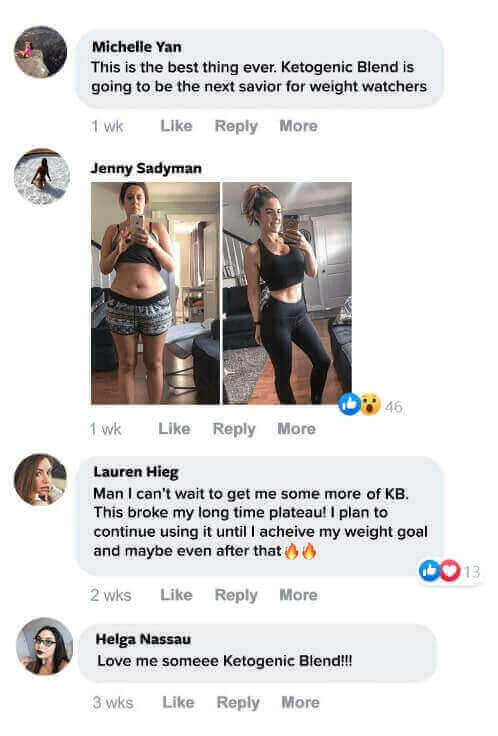 Michelle Yan
This is the best thing ever. Ketogenic Blend is
going to be the next savior for weight watchers
1 wk Like Reply More
Jenny Sadyman
46
1 wk Like Reply More
Lauren Hieg
Man I can't wait to get me some more of KB.
This broke my long time plateau! I plan to
continue using it until I acheive my weight goal
and maybe even after that🔥🔥
13
2 wks Like Reply More
Helga Nassau
Love me someee Ketogenic Blend!!!
3 wks Like Reply More